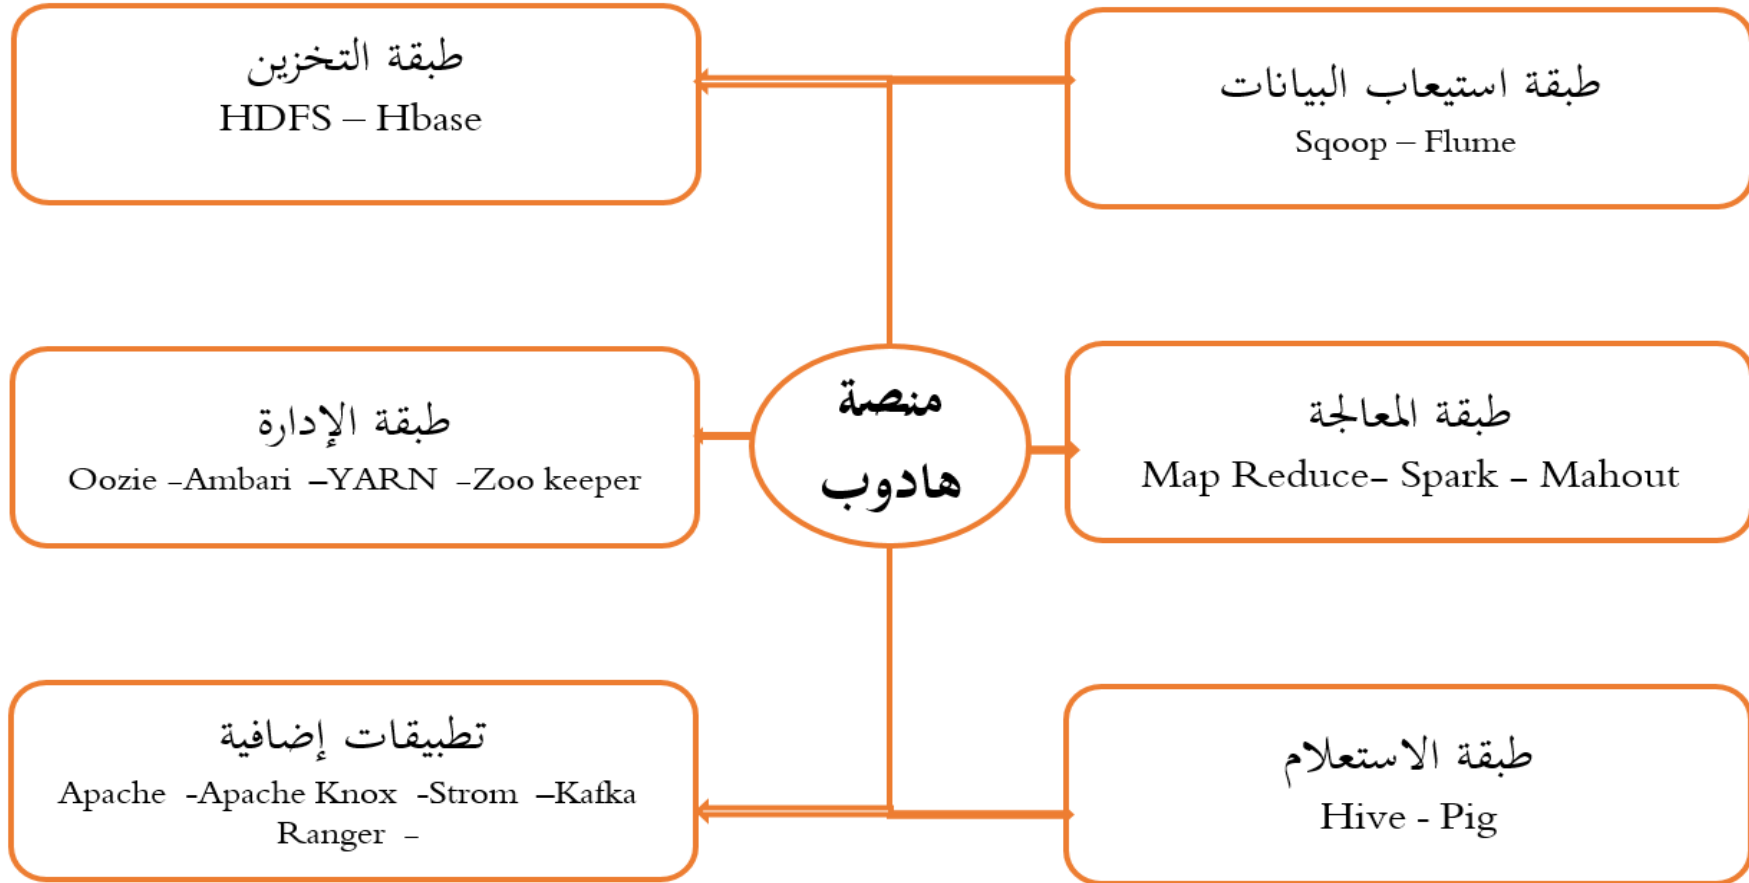 طبقة استيعاب البيانات
Sqoop – Flume
طبقة التخزين
HDFS – Hbase
منصة
هادوب
طبقة المعالجة
Map Reduce– Spark – Mahout
طبقة الإدارة
Oozie –Ambari –YARN –Zoo keeper
طبقة الاستعلام
Hive - Pig
تطبيقات إضافية
Apache -Apache Knox -Strom –Kafka
Ranger –